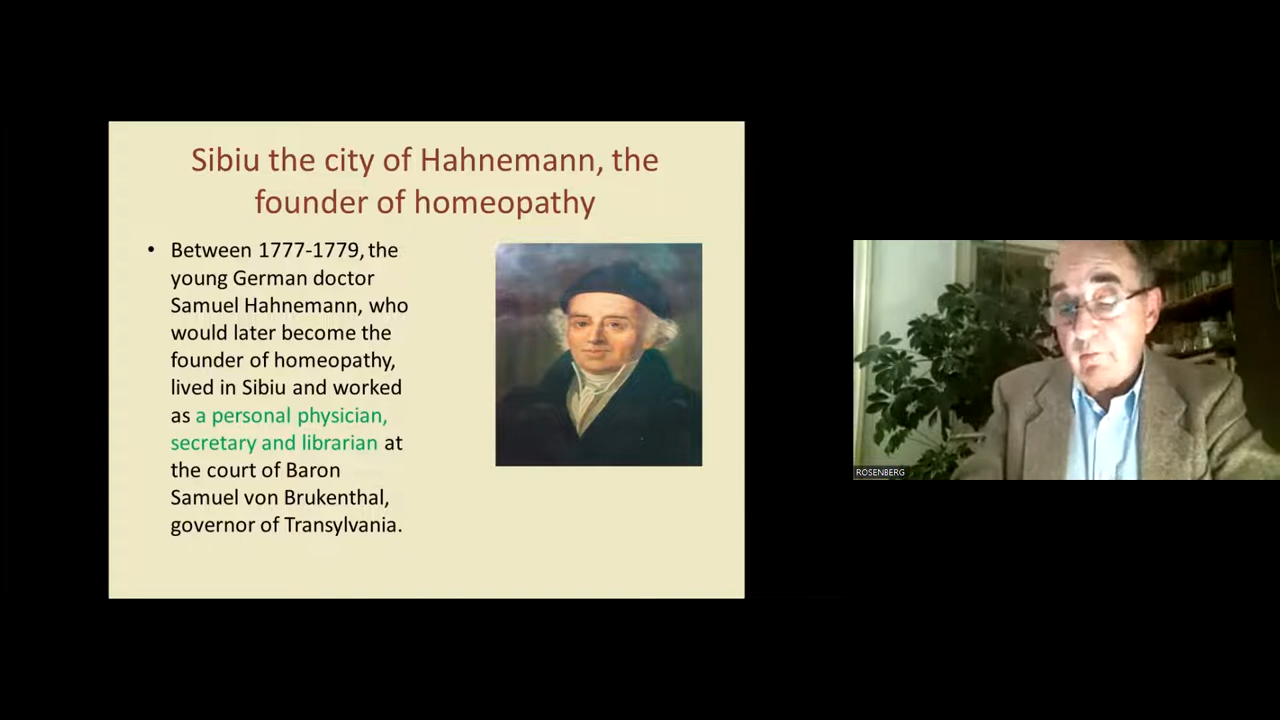 Sibiu the city of Hahnemann, the
founder of homeopathy
• Between 1777-1779, the
young German doctor
Samuel Hahnemann, who
would later become the
founder of homeopathy,
lived in Sibiu and worked
as a personal physician,
secretary and librarian at
the court of Baron
Samuel von Brukenthal,
governor of Transylvania.
ROSENBERG